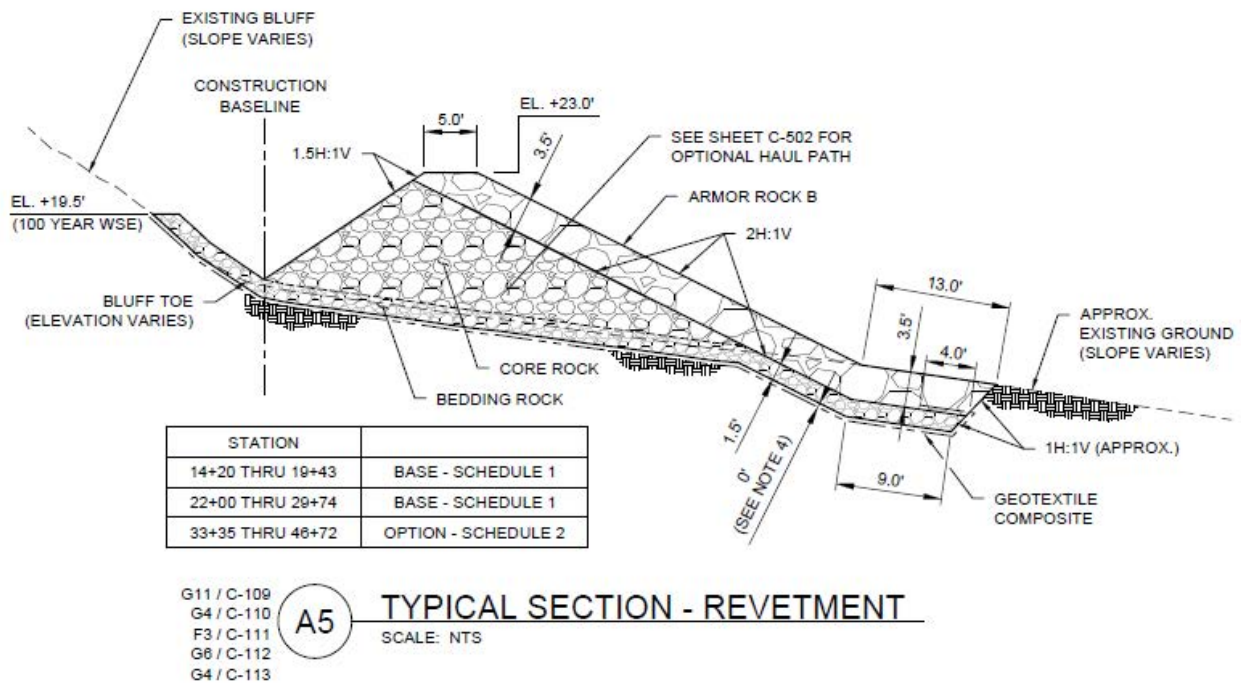 EXISTING BLUFF
(SLOPE VARIES)
CONSTRUCTION
BASELINE
5.0'
EL. +23.0'
1.5H:1V
3.5'
SEE SHEET C-502 FOR
OPTIONAL HAUL PATH
ARMOR ROCK B
2H:1V
EL. +19.5'
(100 YEAR WSE)
BLUFF TOE
(ELEVATION VARIES)
13.0'
3.5'
4.0'
APPROX.
EXISTING GROUND
(SLOPE VARIES)
CORE ROCK
BEDDING ROCK
1.5'
0'
(SEE NOTE 4)
9.0'
1H:1V (APPROX.)
GEOTEXTILE
COMPOSITE
STATION
14+20 THRU 19+43 BASE - SCHEDULE 1
22+00 THRU 29+74 BASE - SCHEDULE 1
33+35 THRU 46+72 OPTION - SCHEDULE 2
G11 / C-109
G4 / C-110
F3 / C-111
G6 / C-112
G4 / C-113
A5
TYPICAL SECTION - REVETMENT
SCALE: NTS